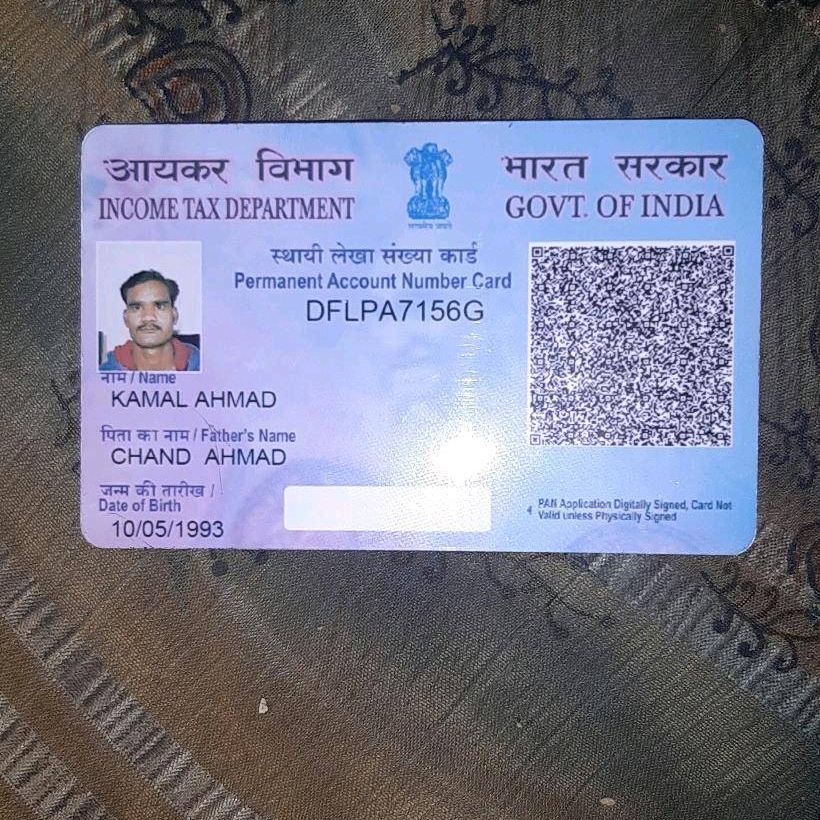 आयकर विभाग
INCOME TAX DEPARTMENT
भारत सरकार
GOVT. OF INDIA
स्थायी लेखा संख्या कार्ड
Permanent Account Number Card
DFLPA7156G
नाम / Name
KAMAL AHMAD
पिता का नाम / Father's Name
CHAND AHMAD
जन्म की तारीख /
Date of Birth
10/05/1993
PAN Application Digitally Signed, Card Not
Valid unless Physically Signed